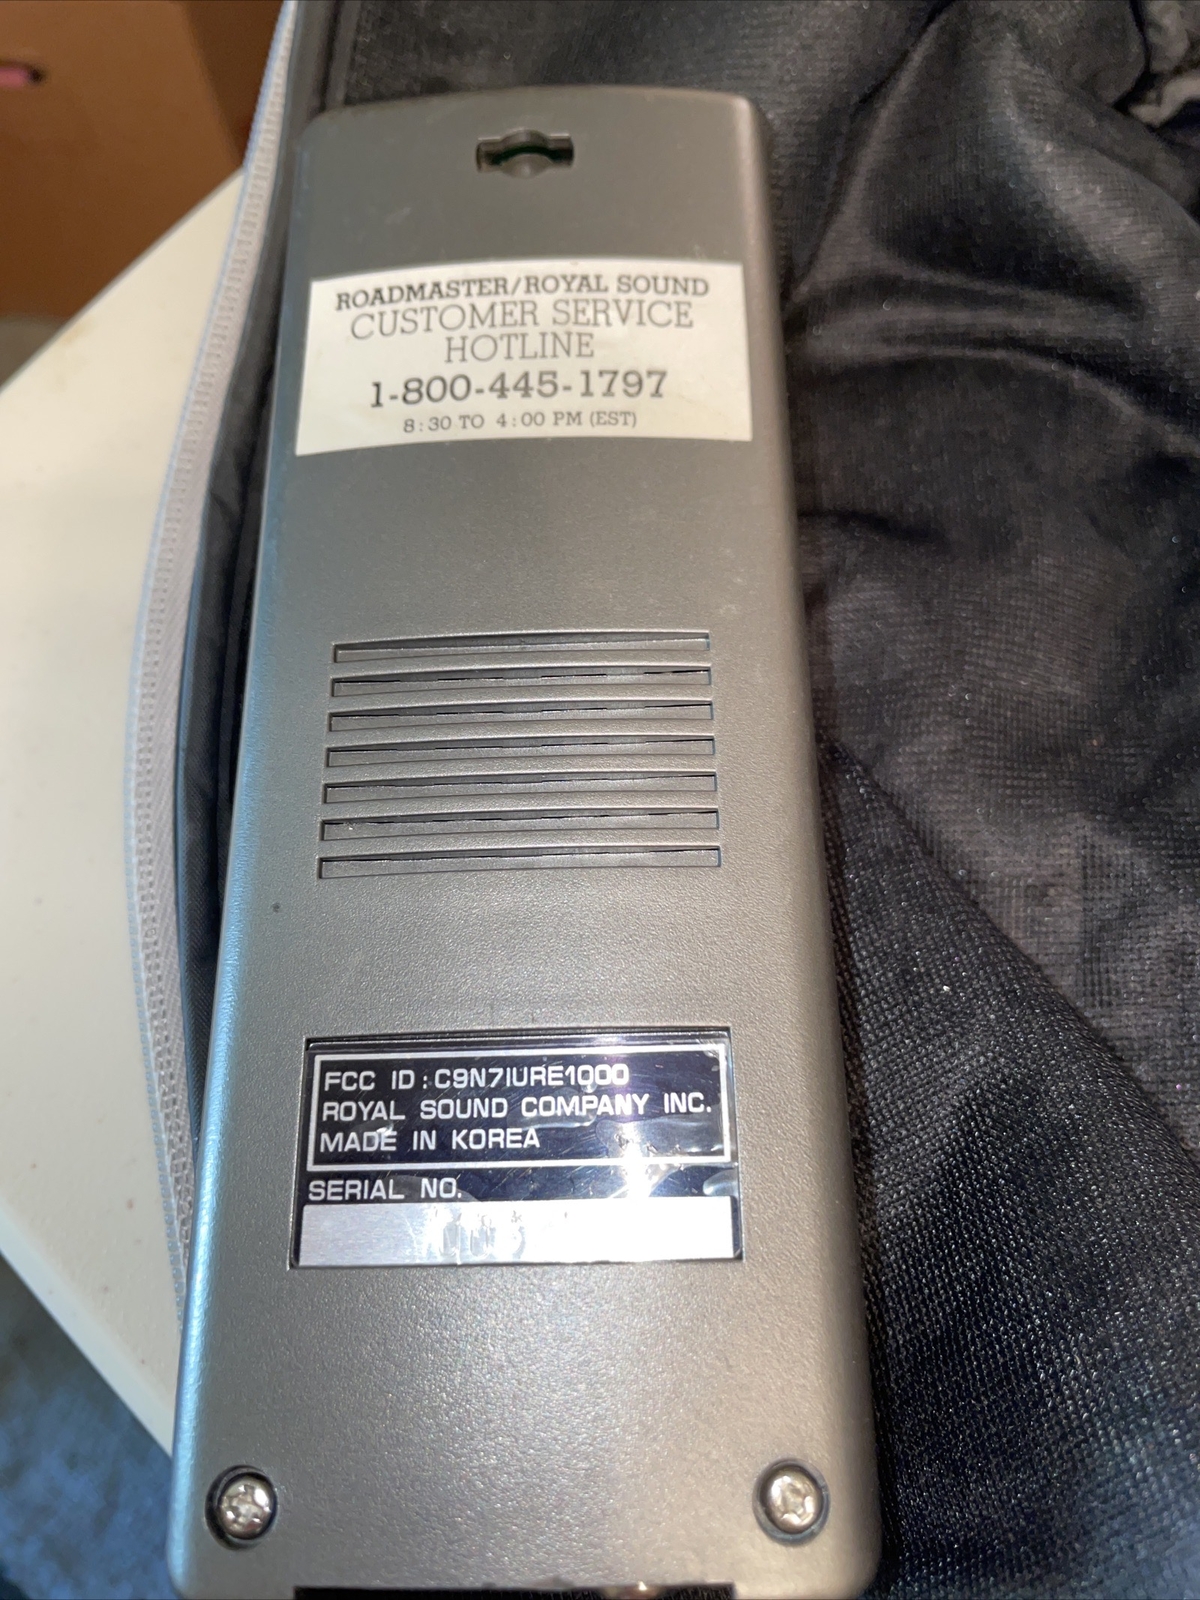 ROADMASTER/ROYAL SOUND
CUSTOMER SERVICE
HOTLINE
1-800-445-1797
8:30 TO 4:00 PM (EST)
FCC ID : C9N7IURE1000
ROYAL SOUND COMPANY INC.
MADE IN KOREA
SERIAL NO.